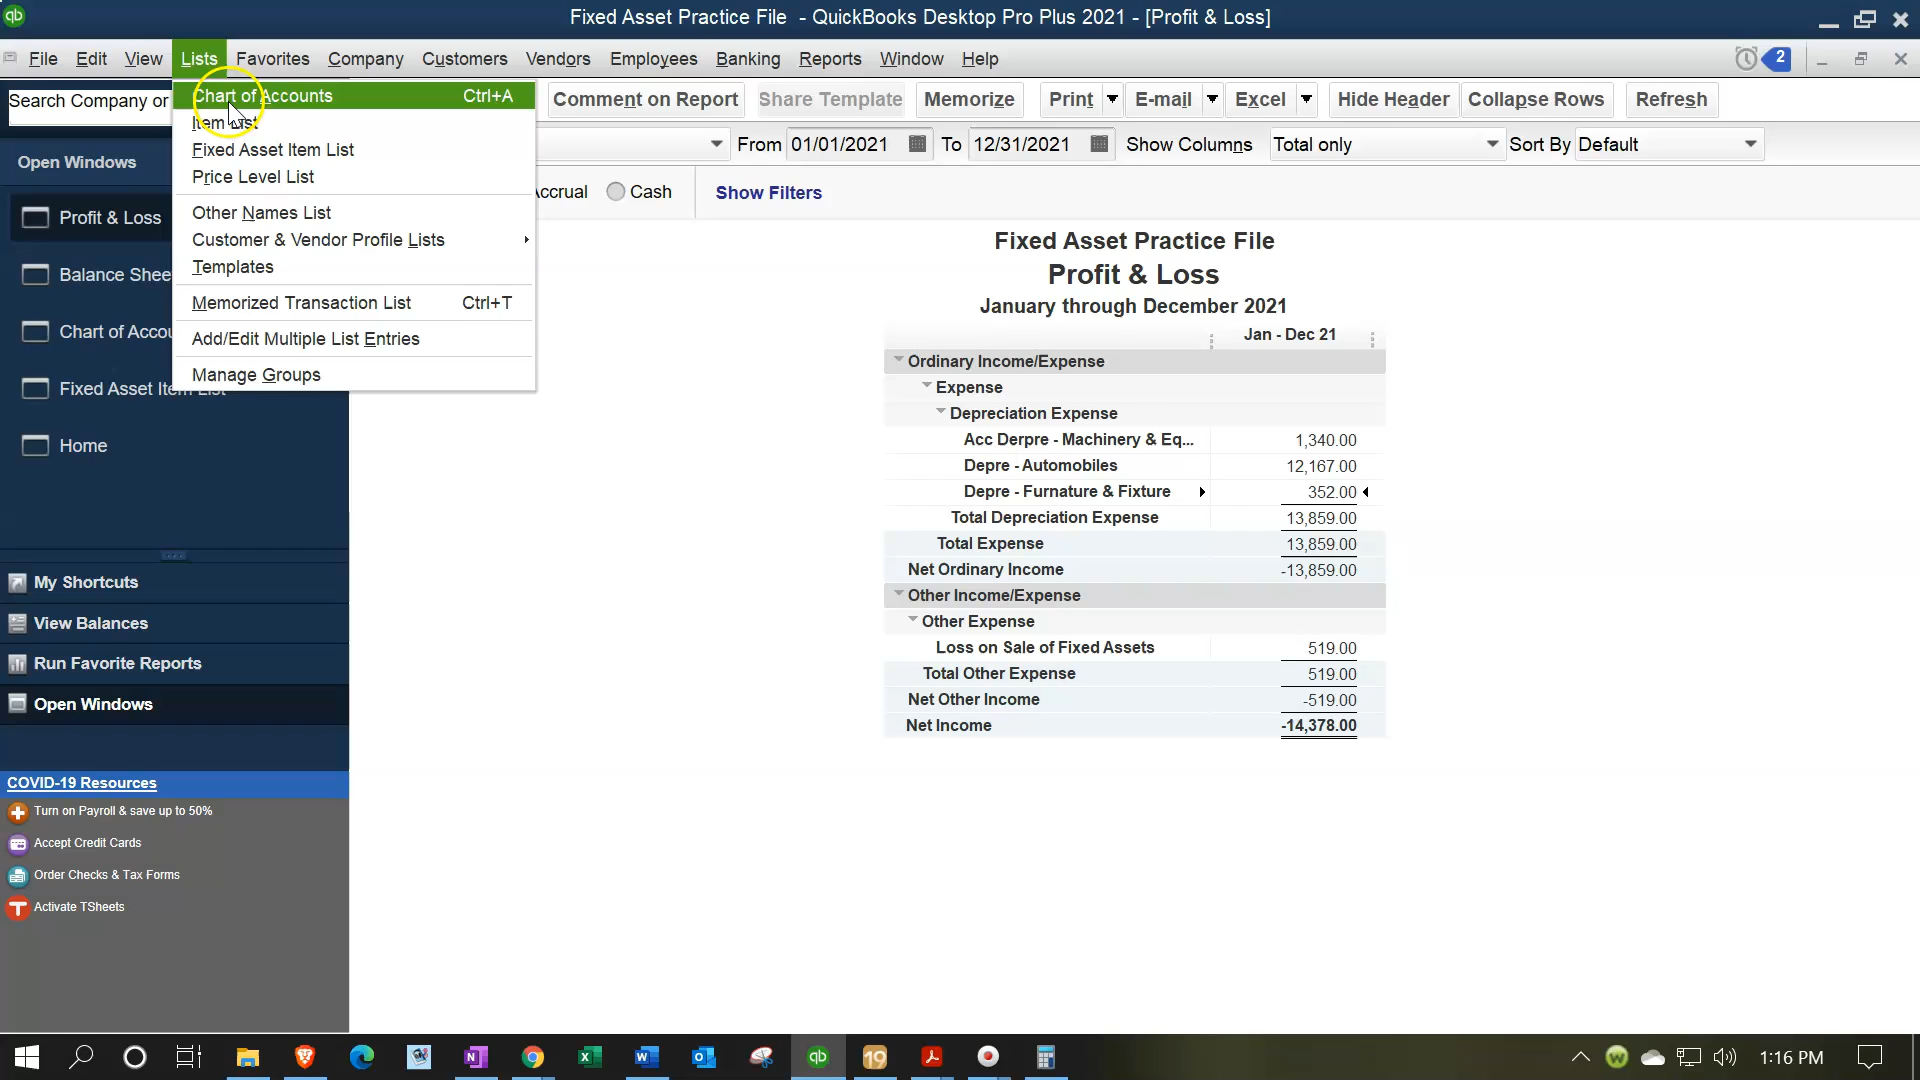 qb
Fixed Asset Practice File - QuickBooks Desktop Pro Plus 2021 - [Profit & Loss]
File Edit View Lists Favorites Company Customers Vendors Employees Banking Reports Window Help 2
Search Company or
Chart of Accounts Ctrl+A
Item List
Fixed Asset Item List
Price Level List
Other Names List
Customer & Vendor Profile Lists
Templates
Memorized Transaction List Ctrl+T
Add/Edit Multiple List Entries
Manage Groups
Comment on Report Share Template Memorize Print E-mail Excel Hide Header Collapse Rows Refresh
From 01/01/2021 To 12/31/2021 Show Columns Total only Sort By Default
Accrual Cash Show Filters
Open Windows
Profit & Loss
Balance Shee
Chart of Accou
Fixed Asset Item List
Home
My Shortcuts
View Balances
Run Favorite Reports
Open Windows
COVID-19 Resources
Turn on Payroll & save up to 50%
Accept Credit Cards
Order Checks & Tax Forms
Activate TSheets
Fixed Asset Practice File
Profit & Loss
January through December 2021
Jan - Dec 21
Ordinary Income/Expense
Expense
Depreciation Expense
Acc Derpre - Machinery & Eq... 1,340.00
Depre - Automobiles 12,167.00
Depre - Furnature & Fixture 352.00
Total Depreciation Expense 13,859.00
Total Expense 13,859.00
Net Ordinary Income -13,859.00
Other Income/Expense
Other Expense
Loss on Sale of Fixed Assets 519.00
Total Other Expense 519.00
Net Other Income -519.00
Net Income -14,378.00
qb 19 1:16 PM